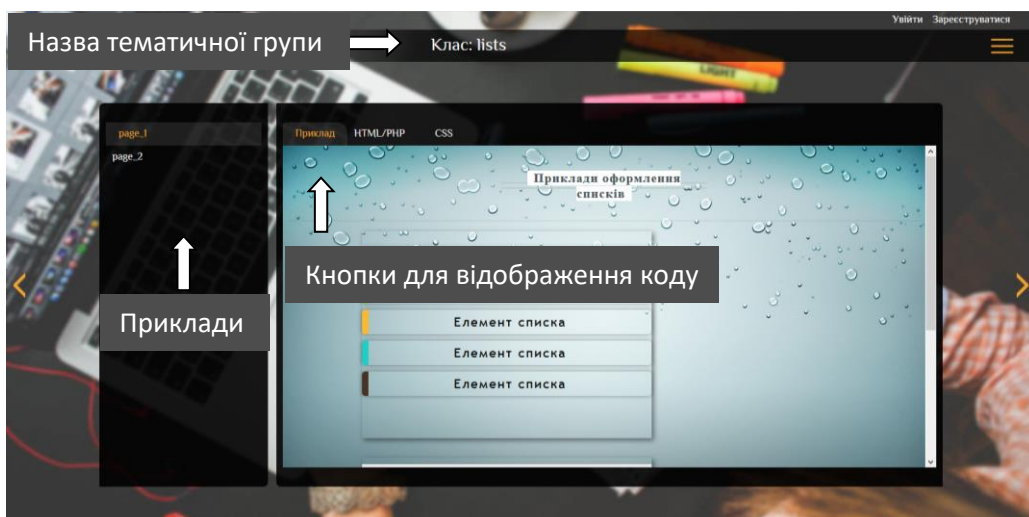 Увійти Зареєструватися
Назва тематичної групи
Клас: lists
page_1
page_2
Приклад HTML/PHP CSS
Приклади оформлення
списків
Кнопки для відображення коду
Приклади
Елемент списка
Елемент списка
Елемент списка
LIGHT